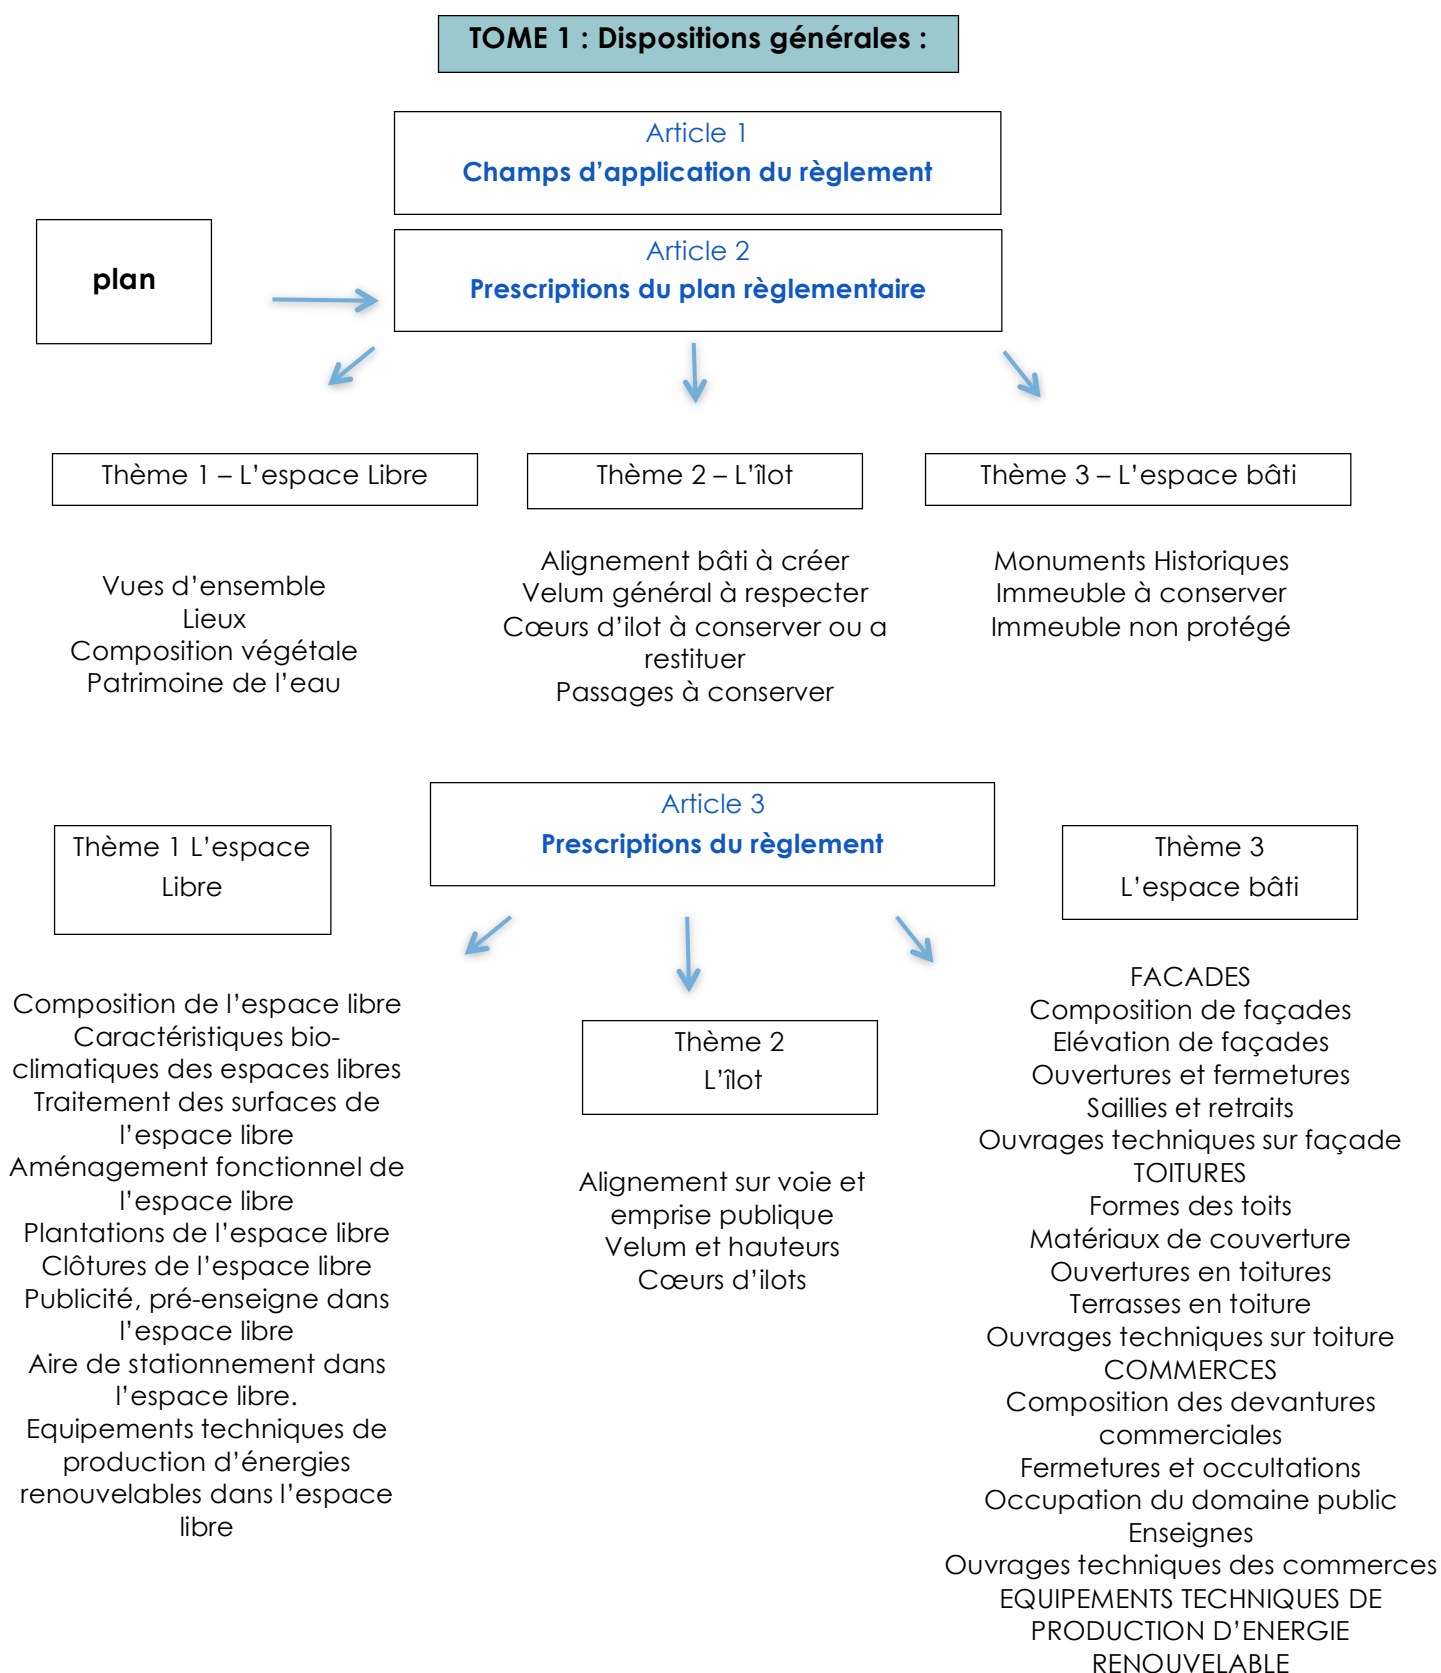 TOME 1 : Dispositions générales :
Article 1
Champs d’application du règlement
plan
Article 2
Prescriptions du plan règlementaire
Thème 1 – L’espace Libre
Vues d’ensemble
Lieux
Composition végétale
Patrimoine de l’eau
Thème 2 – L’îlot
Alignement bâti à créer
Velum général à respecter
Cœurs d’ilot à conserver ou a
restituer
Passages à conserver
Thème 3 – L’espace bâti
Monuments Historiques
Immeuble à conserver
Immeuble non protégé
Article 3
Prescriptions du règlement
Thème 1 L’espace
Libre
Composition de l’espace libre
Caractéristiques bio-
climatiques des espaces libres
Traitement des surfaces de
l’espace libre
Aménagement fonctionnel de
l’espace libre
Plantations de l’espace libre
Clôtures de l’espace libre
Publicité, pré-enseigne dans
l’espace libre
Aire de stationnement dans
l’espace libre.
Equipements techniques de
production d’énergies
renouvelables dans l’espace
libre
Thème 2
L’îlot
Alignement sur voie et
emprise publique
Velum et hauteurs
Cœurs d’ilots
Thème 3
L’espace bâti
FACADES
Composition de façades
Elévation de façades
Ouvertures et fermetures
Saillies et retraits
Ouvrages techniques sur façade
TOITURES
Formes des toits
Matériaux de couverture
Ouvertures en toitures
Terrasses en toiture
Ouvrages techniques sur toiture
COMMERCES
Composition des devantures
commerciales
Fermetures et occultations
Occupation du domaine public
Enseignes
Ouvrages techniques des commerces
EQUIPEMENTS TECHNIQUES DE
PRODUCTION D’ENERGIE
RENOUVELABLE